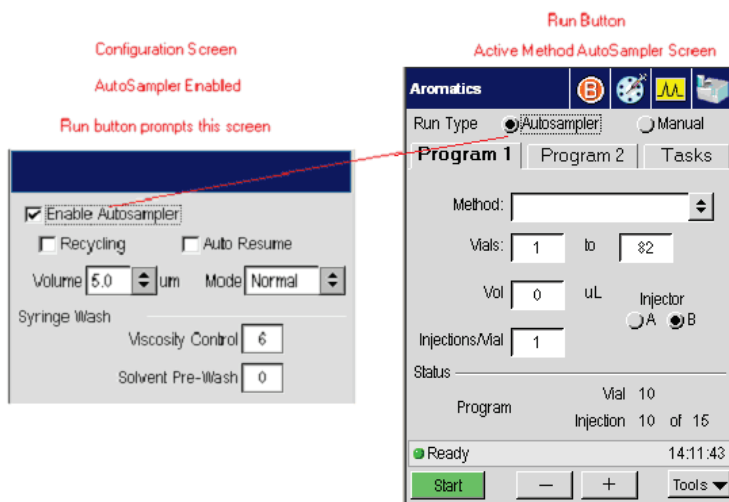 Configuration Screen
AutoSampler Enabled
Run button prompts this screen
Enable Autosampler
Recycling Auto Resume
Volume 5.0 um Mode Normal
Syringe Wash
Viscosity Control 6
Solvent Pre-Wash 0
Run Button
Active Method AutoSampler Screen
Aromatics B
Run Type Autosampler Manual
Program 1 Program 2 Tasks
Method:
Vials: 1 to 82
Vol 0 uL Injector
A B
Injections/Vial 1
Status
Program Vial 10
Injection 10 of 15
Ready 14:11:43
Start − + Tools